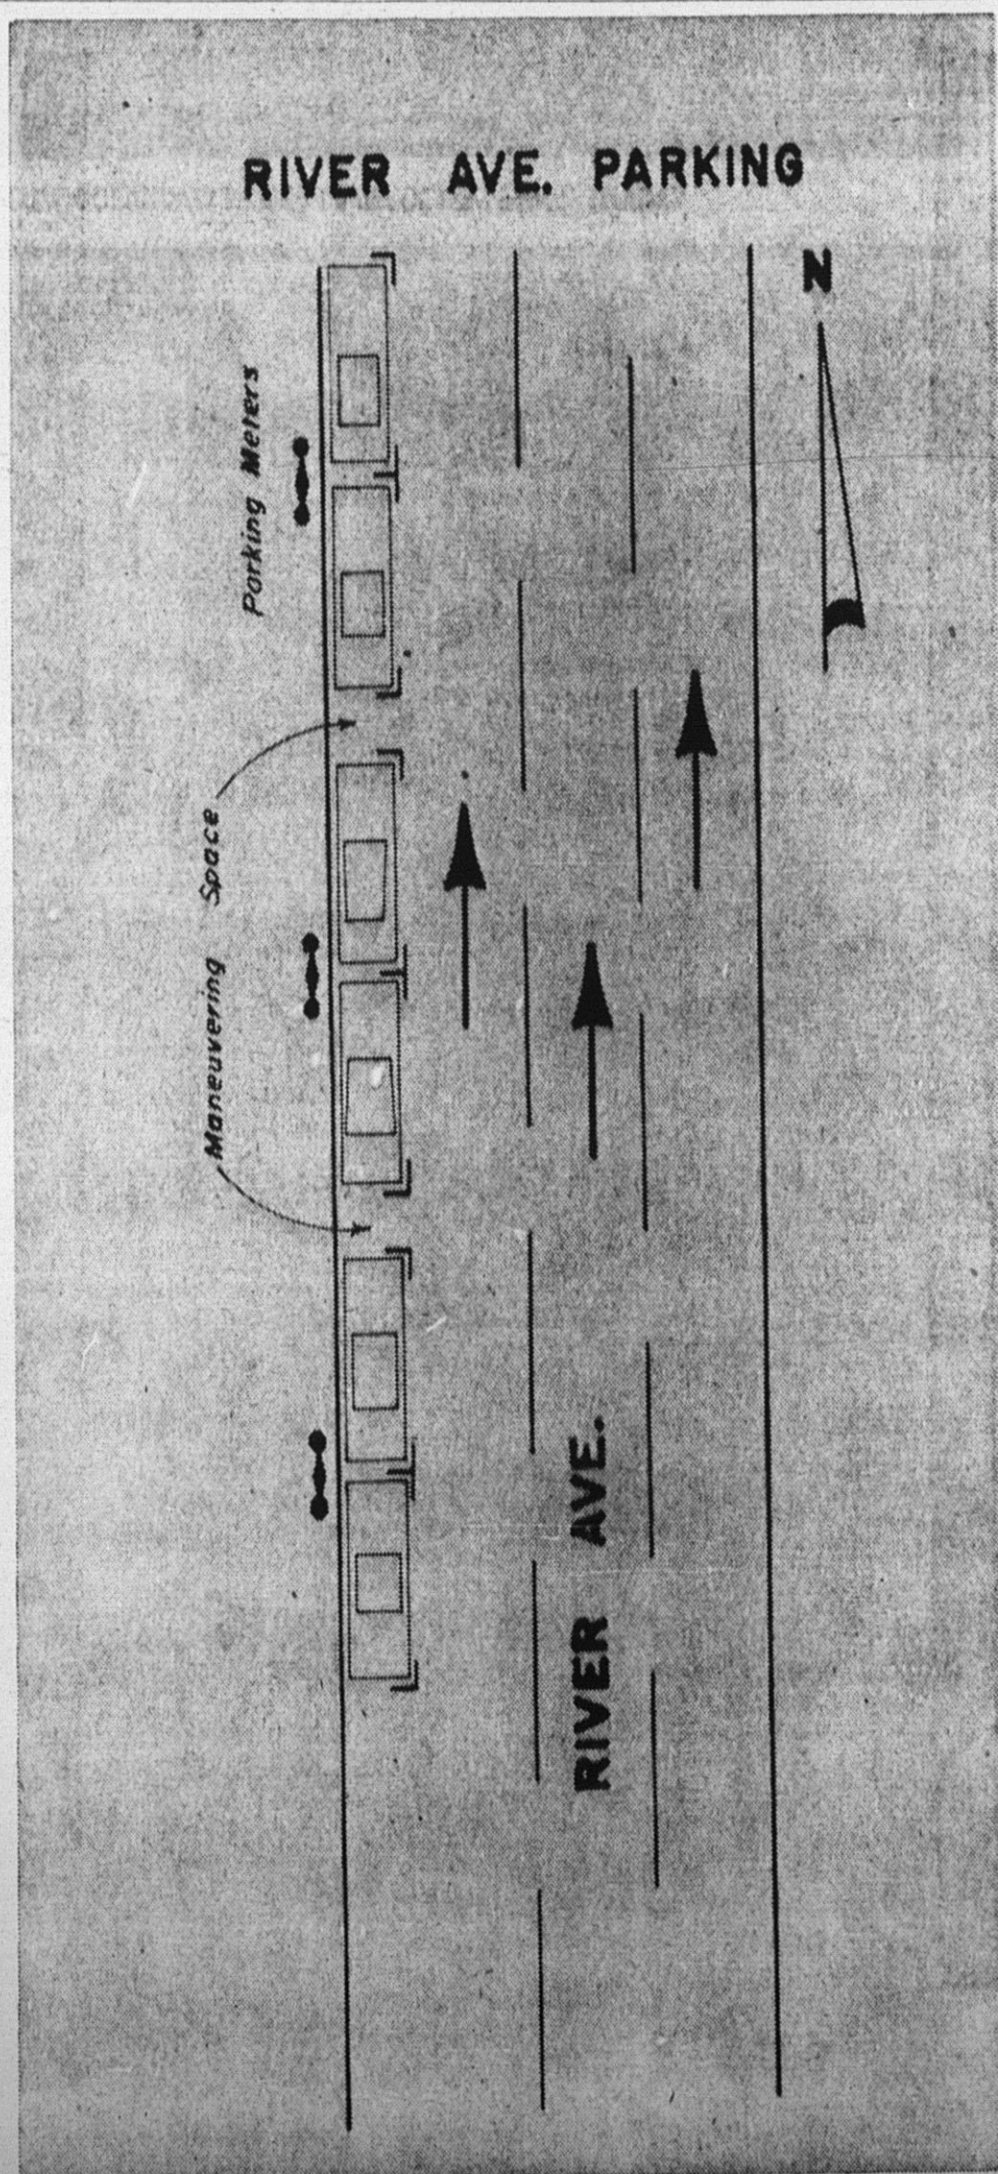 RIVER AVE. PARKING
N
Parking Meters
Maneuvering Space
RIVER AVE.